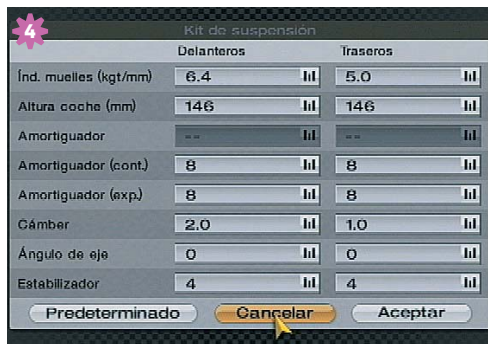 4
Kit de suspensión
Delanteros Traseros
Índ. muelles (kgt/mm) 6.4 5.0
Altura coche (mm) 146 146
Amortiguador -- --
Amortiguador (cont.) 8 8
Amortiguador (exp.) 8 8
Cámber 2.0 1.0
Ángulo de eje 0 0
Estabilizador 4 4
Predeterminado Cancelar Aceptar